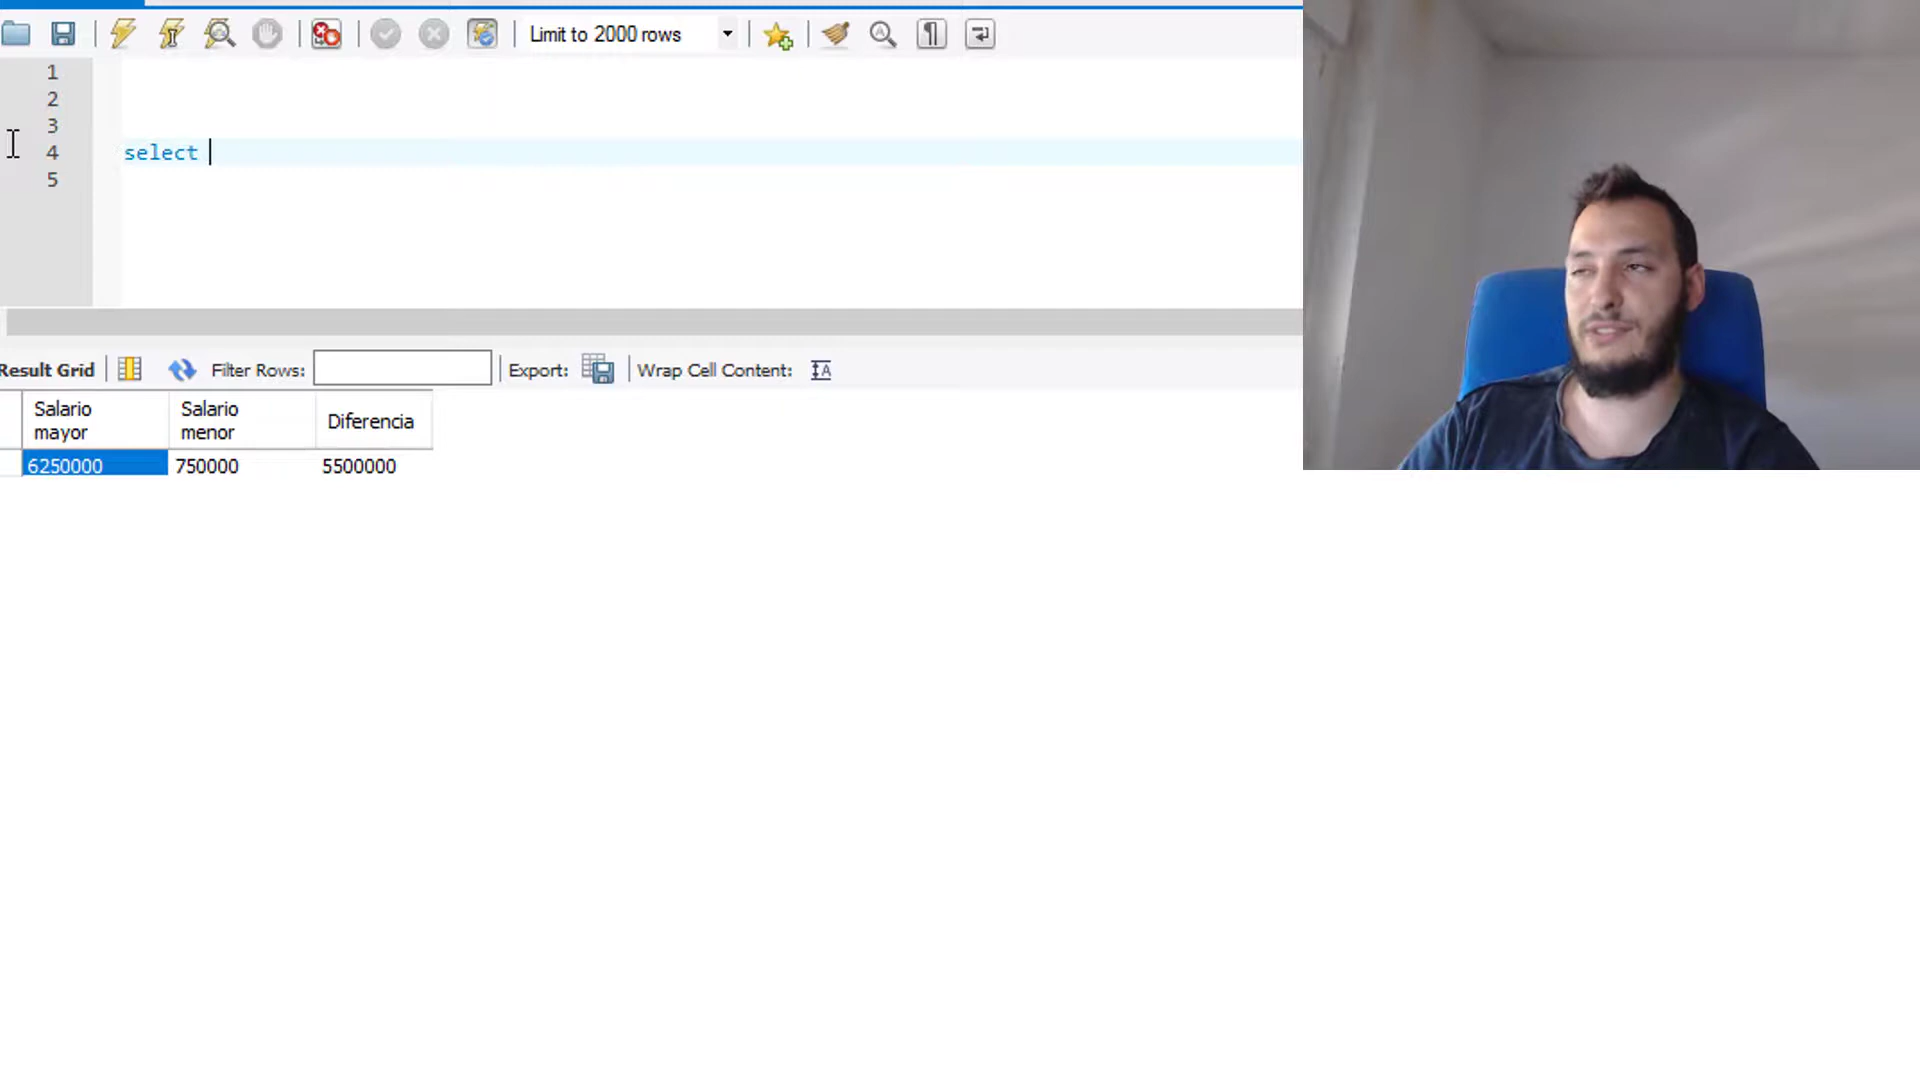 Limit to 2000 rows
1
2
3
4 select
5
Result Grid Filter Rows: Export: Wrap Cell Content:
Salario mayor Salario menor Diferencia
6250000 750000 5500000